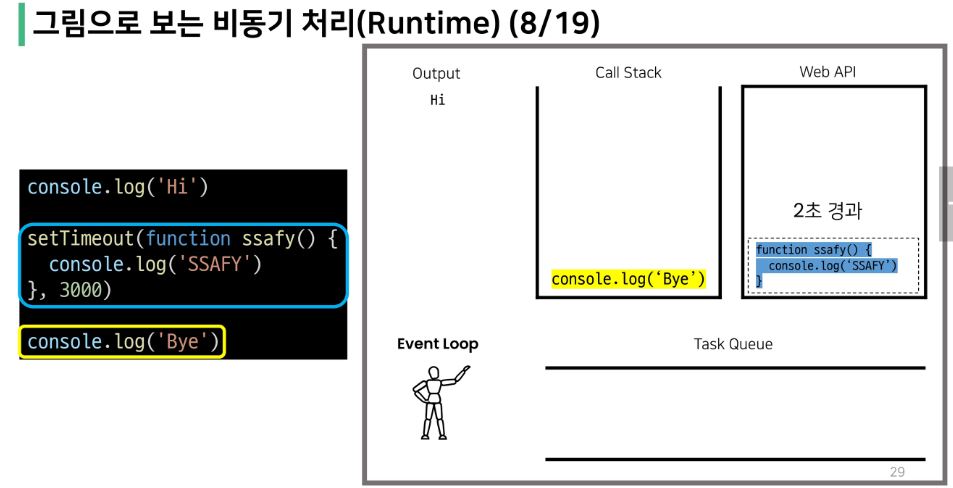 그림으로 보는 비동기 처리(Runtime) (8/19)
console.log('Hi')
setTimeout(function ssafy() {
  console.log('SSAFY')
}, 3000)
console.log('Bye')
Output
Hi
Call Stack
console.log(‘Bye’)
Web API
2초 경과
function ssafy() {
  console.log(‘SSAFY’)
}
Event Loop
Task Queue
29